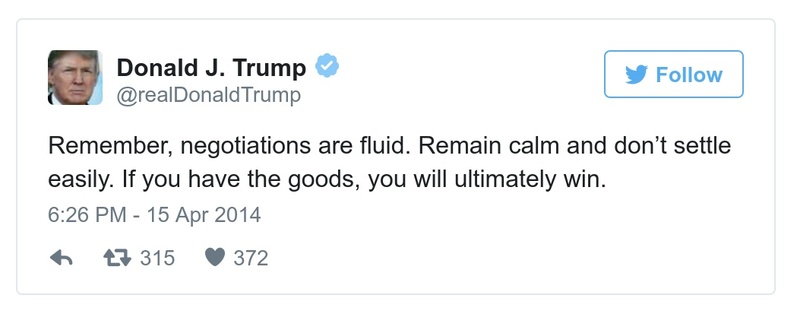 Donald J. Trump
@realDonaldTrump
Follow
Remember, negotiations are fluid. Remain calm and don’t settle
easily. If you have the goods, you will ultimately win.
6:26 PM - 15 Apr 2014
315 372